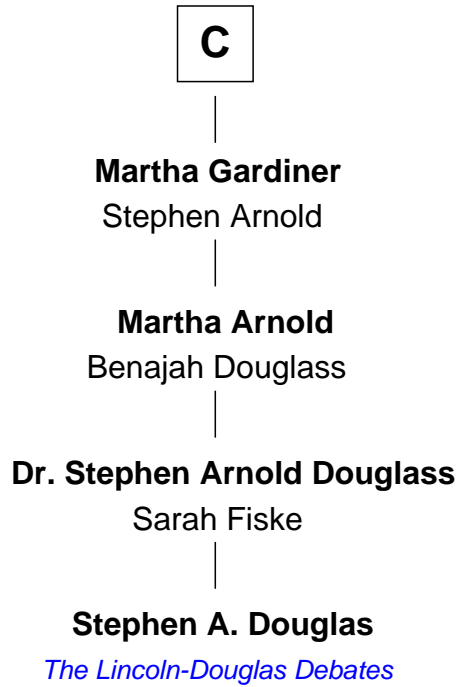 C
Martha Gardiner
Stephen Arnold
Martha Arnold
Benajah Douglass
Dr. Stephen Arnold Douglass
Sarah Fiske
Stephen A. Douglas
The Lincoln-Douglas Debates